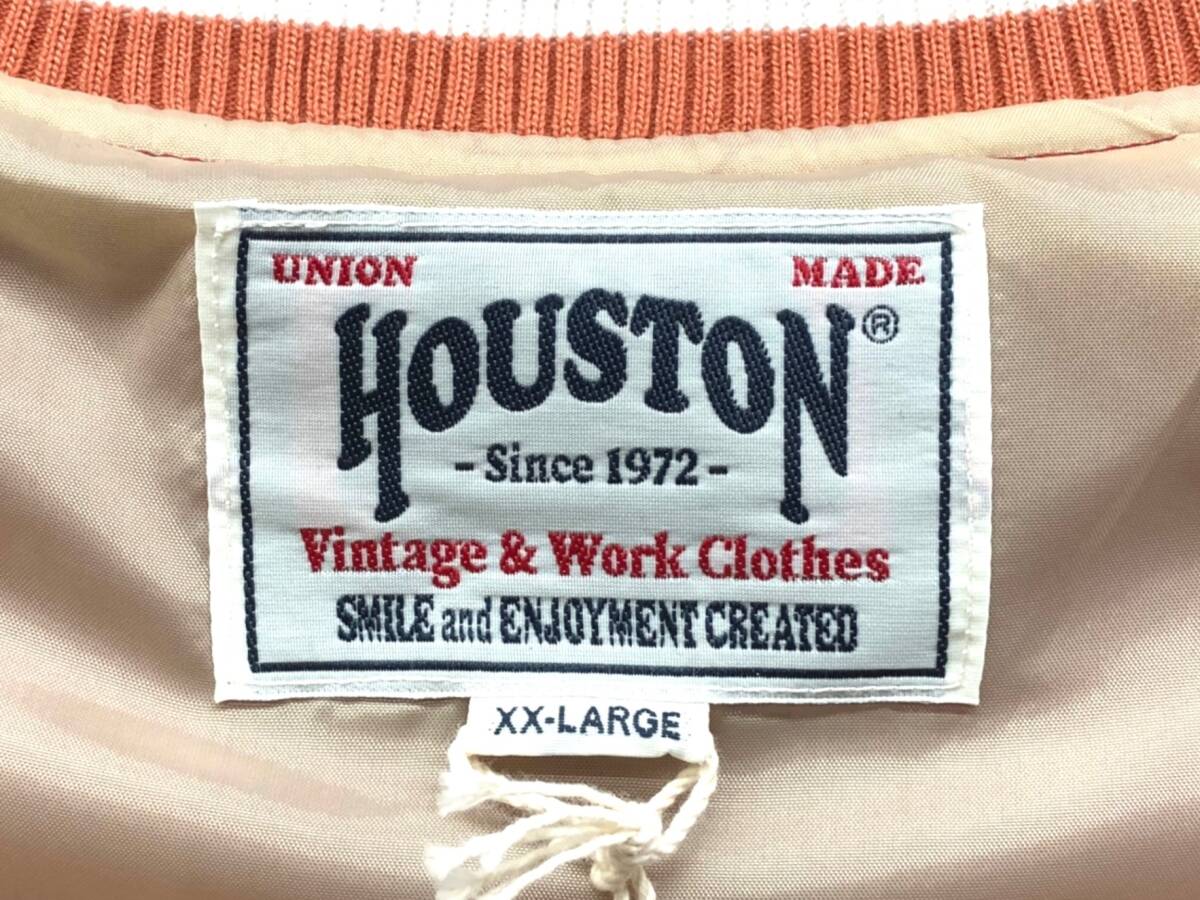 UNION MADE
HOUSTON®
- Since 1972 -
Vintage & Work Clothes
SMILE and ENJOYMENT CREATED
XX-LARGE